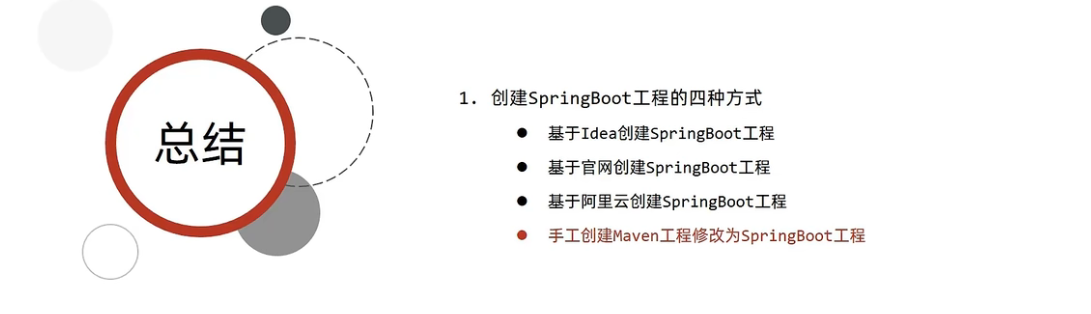 总结
1. 创建SpringBoot工程的四种方式
● 基于Idea创建SpringBoot工程
● 基于官网创建SpringBoot工程
● 基于阿里云创建SpringBoot工程
● 手工创建Maven工程修改为SpringBoot工程